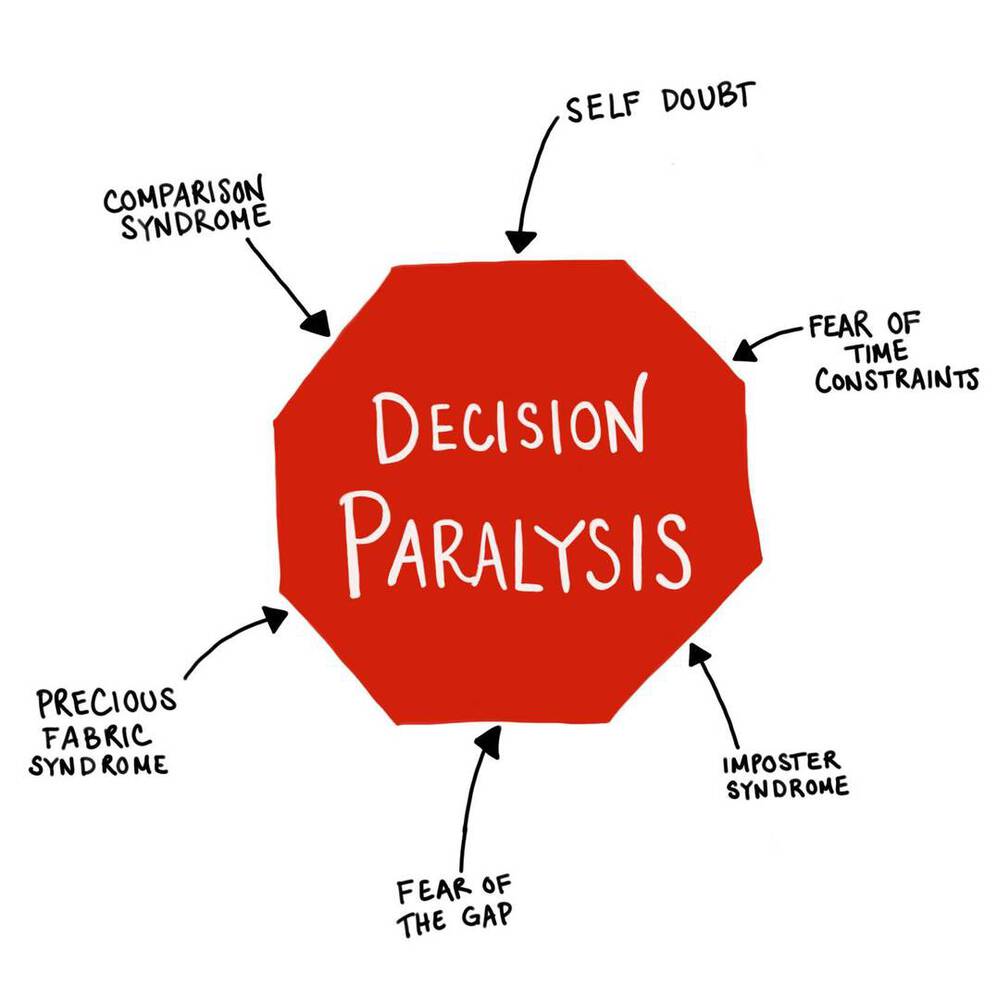 SELF DOUBT
COMPARISON
SYNDROME
FEAR OF
TIME
CONSTRAINTS
DECISION
PARALYSIS
PRECIOUS
FABRIC
SYNDROME
IMPOSTER
SYNDROME
FEAR OF
THE GAP